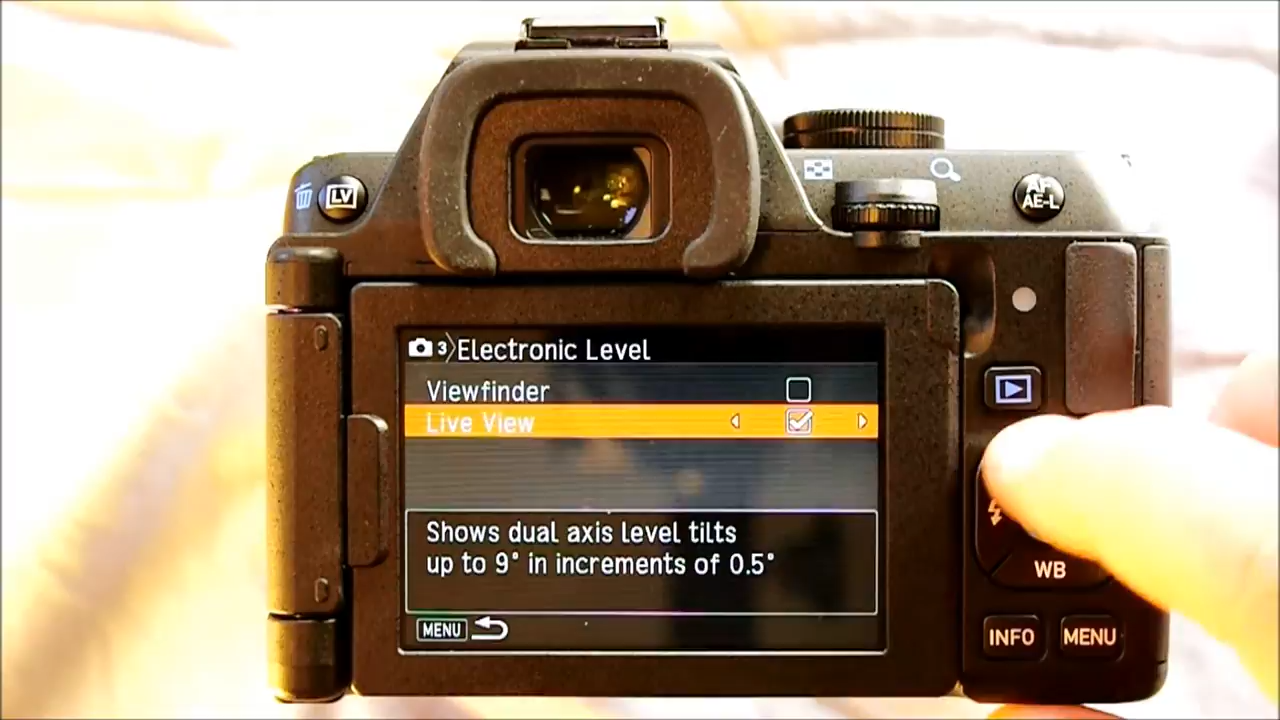 LV
AF
AE-L
3 Electronic Level
Viewfinder
Live View
Shows dual axis level tilts
up to 9° in increments of 0.5°
MENU
WB
INFO
MENU